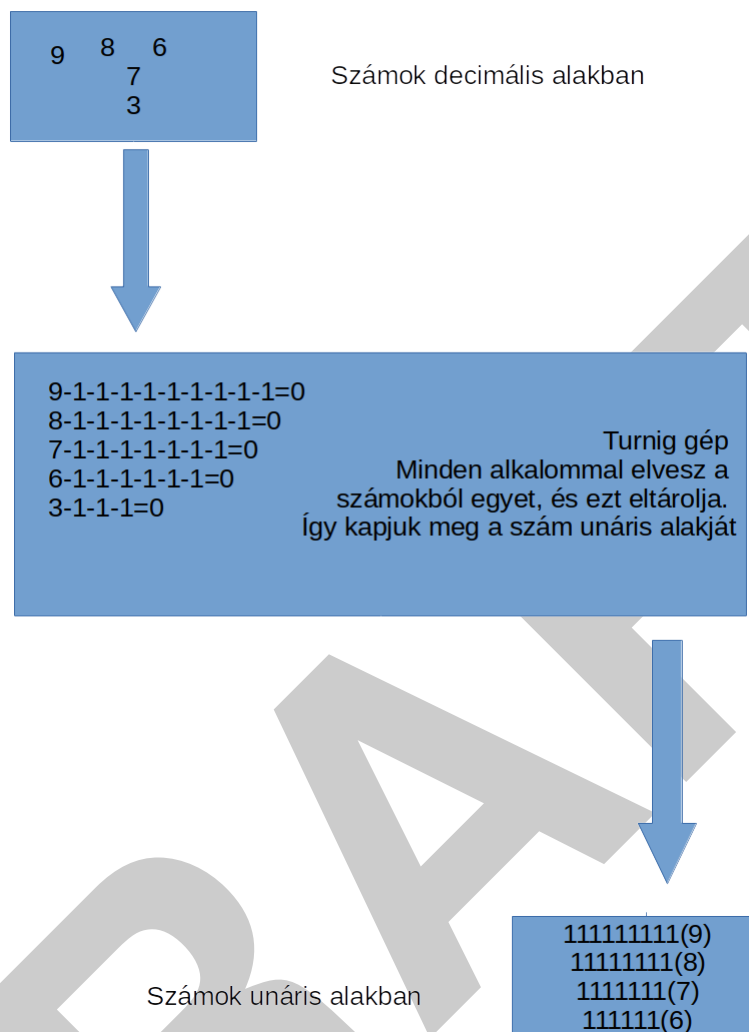 9 8 6
7
3
Számok decimális alakban
9-1-1-1-1-1-1-1-1-1=0
8-1-1-1-1-1-1-1-1=0
7-1-1-1-1-1-1-1=0
6-1-1-1-1-1-1=0
3-1-1-1=0
Turnig gép
Minden alkalommal elvesz a
számokból egyet, és ezt eltárolja.
Így kapjuk meg a szám unáris alakját
111111111(9)
11111111(8)
1111111(7)
111111(6)
Számok unáris alakban